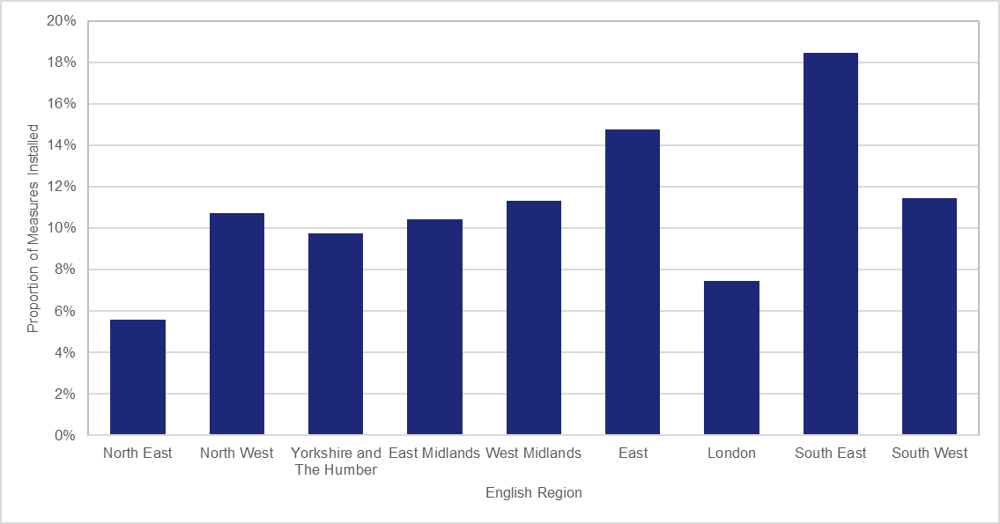 20%
18%
16%
14%
12%
10%
8%
6%
4%
2%
0%
Proportion of Measures Installed
North East
North West
Yorkshire and
The Humber
East Midlands
West Midlands
East
London
South East
South West
English Region